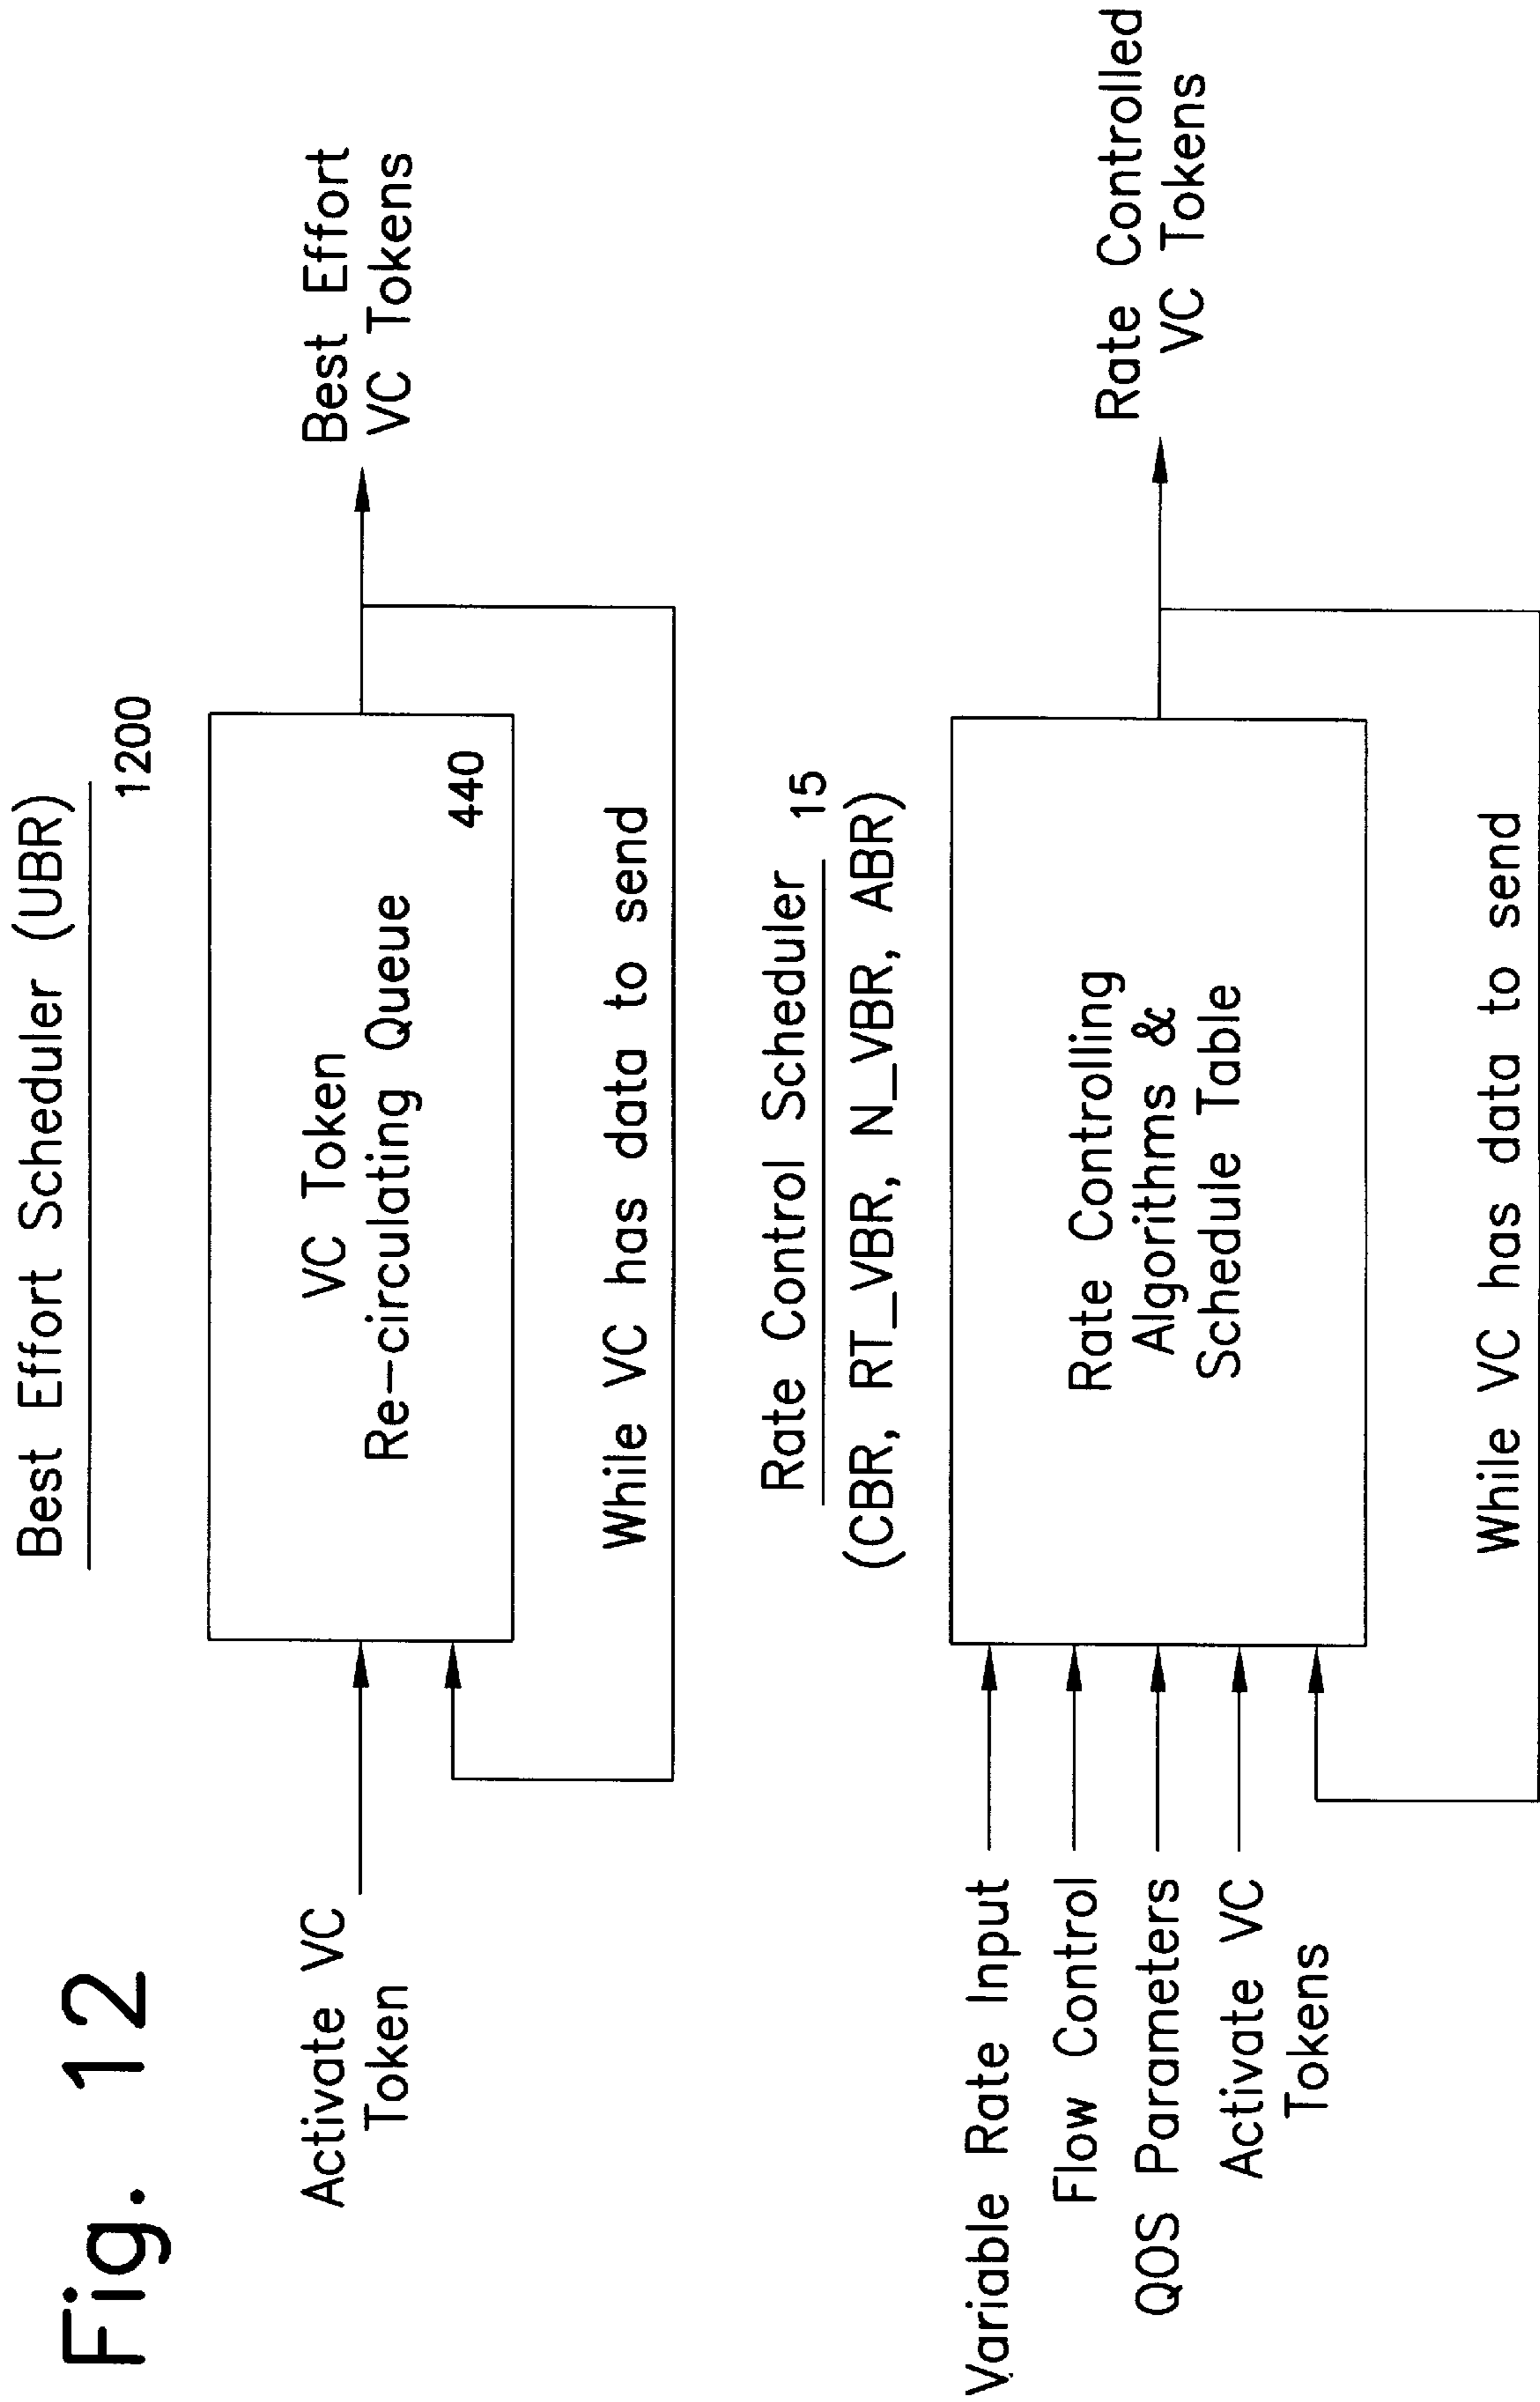 Fig. 12
Best Effort Scheduler (UBR)
1200
Activate VC
Token
VC Token
Re-circulating Queue
440
Best Effort
VC Tokens
While VC has data to send
Rate Control Scheduler 15
(CBR, RT_VBR, N_VBR, ABR)
Variable Rate Input
Flow Control
QOS Parameters
Activate VC
Tokens
Rate Controlling
Algorithms &
Schedule Table
Rate Controlled
VC Tokens
While VC has data to send